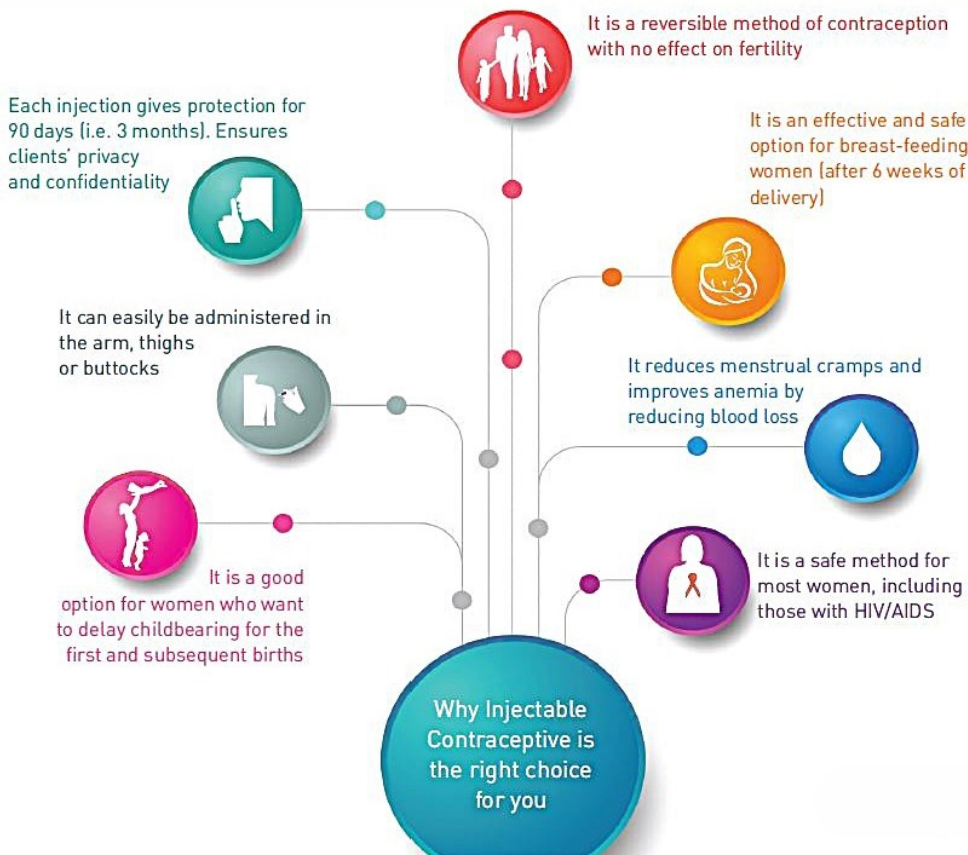 It is a reversible method of contraception
with no effect on fertility
Each injection gives protection for
90 days (i.e. 3 months). Ensures
clients' privacy
and confidentiality
It is an effective and safe
option for breast-feeding
women (after 6 weeks of
delivery)
It can easily be administered in
the arm, thighs
or buttocks
It reduces menstrual cramps and
improves anemia by
reducing blood loss
It is a good
option for women who want
to delay childbearing for the
first and subsequent births
It is a safe method for
most women, including
those with HIV/AIDS
Why Injectable
Contraceptive is
the right choice
for you